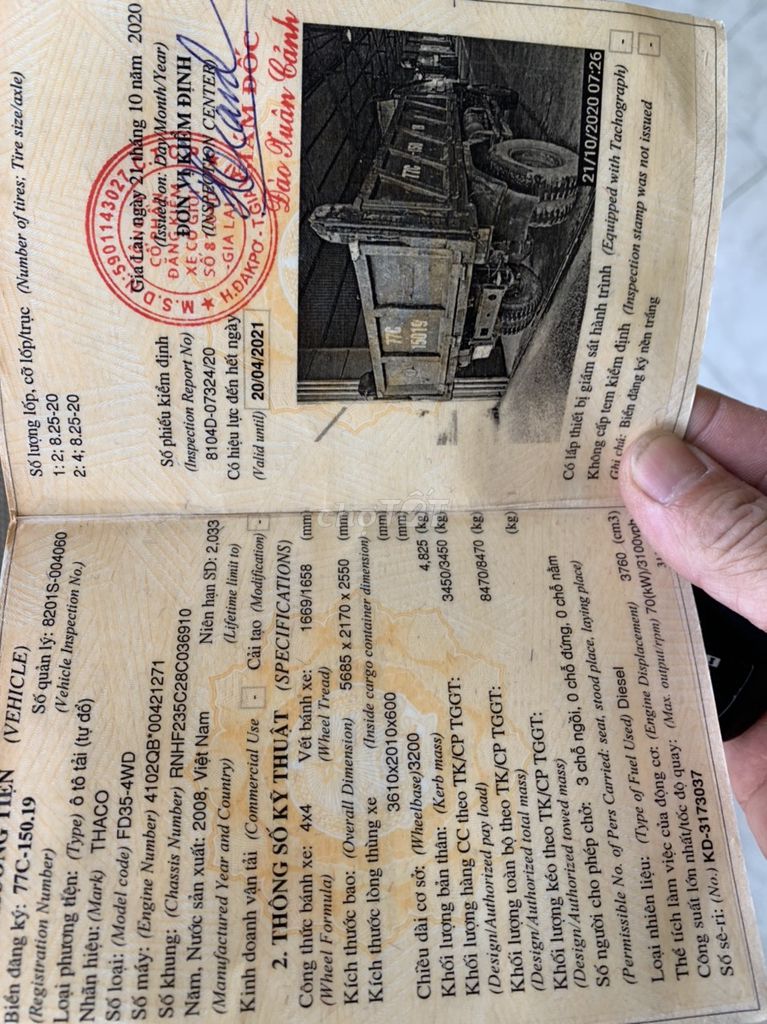 (VEHICLE)
Biển đăng ký: 77C-150.19
Số quản lý: 8201S-004060
(Registration Number)
(Vehicle Inspection No.)
Loại phương tiện: (Type) ô tô tải (tự đổ)
Nhãn hiệu: (Mark) THACO
Số loại: (Model code) FD35-4WD
Số máy: (Engine Number) 4102QB*00421271
Số khung: (Chassis Number) RNHF235C28C036910
Năm, Nước sản xuất: 2008, Việt Nam
Niên hạn SD: 2,033
(Manufactured Year and Country)
(Lifetime limit to)
Kinh doanh vận tải (Commercial Use) -
Cải tạo (Modification) -
2. THÔNG SỐ KỸ THUẬT (SPECIFICATIONS)
Công thức bánh xe: 4x4
Vết bánh xe: 1669/1658 (mm)
(Wheel Formula)
(Wheel Tread)
Kích thước bao: (Overall Dimension) 5685 x 2170 x 2550 (mm)
Kích thước lòng thùng xe (Inside cargo container dimension)
3610x2010x600 (mm)
Chiều dài cơ sở: (Wheelbase)3200 (mm)
Khối lượng bản thân: (Kerb mass) 4,825 (kg)
Khối lượng hàng CC theo TK/CP TGGT: 3450/3450 (kg)
(Design/Authorized pay load)
Khối lượng toàn bộ theo TK/CP TGGT: 8470/8470 (kg)
(Design/Authorized total mass)
Khối lượng kéo theo TK/CP TGGT: (kg)
(Design/Authorized towed mass)
Số người cho phép chở: 3 chỗ ngồi, 0 chỗ đứng, 0 chỗ nằm
(Permissible No. of Pers Carried: seat, stood place, laying place)
Loại nhiên liệu: (Type of Fuel Used) Diesel
Thể tích làm việc của động cơ: (Engine Displacement) 3760 (cm3)
Công suất lớn nhất/tốc độ quay: (Max. output/rpm) 70(kW)/3100vph
Số sê-ri: (No.) KD-3173037
Số lượng lốp, cỡ lốp/trục (Number of tires; Tire size/axle)
1: 2; 8.25-20
2: 4; 8.25-20
Số phiếu kiểm định
(Inspection Report No)
8104D-07324/20
Có hiệu lực đến hết ngày
(Valid until) 20/04/2021
Gia Lai, ngày 21 tháng 10 năm 2020
(Issued on: Day/Month/Year)
ĐƠN VỊ KIỂM ĐỊNH
(INSPECTION CENTER)
GIÁM ĐỐC
Đào Xuân Cảnh
M.S.D.N:5901143027
CỔ PHẦN
ĐĂNG KIỂM
XE CƠ GIỚI
-GIA LAI-
H.ĐAKPƠ-T.GIA LAI
77C
15019
77C
21/10/2020 07:26
Có lắp thiết bị giám sát hành trình (Equipped with Tachograph) -
Không cấp tem kiểm định (Inspection stamp was not issued -
Ghi chú: Biển đăng ký nền trắng
chợTỐT